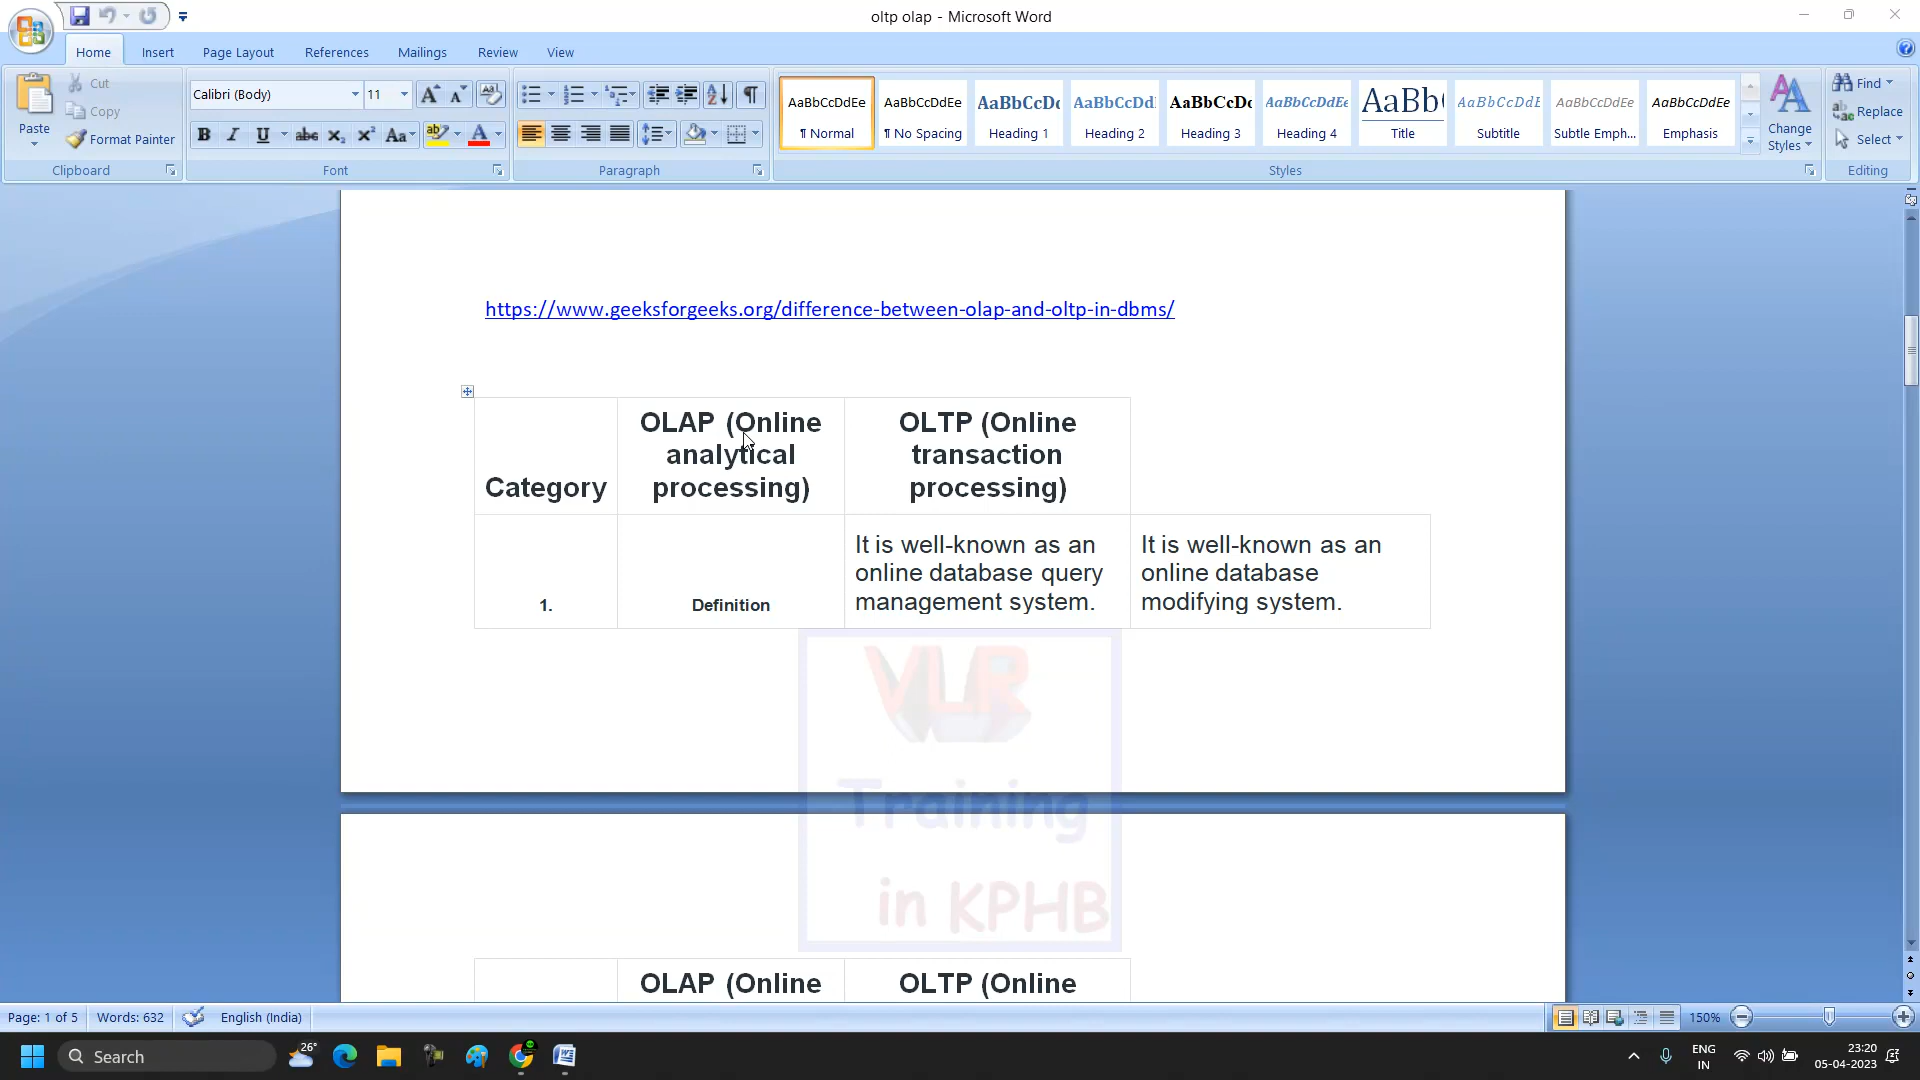 oltp olap - Microsoft Word
Home Insert Page Layout References Mailings Review View
Paste
Cut
Copy
Format Painter
Clipboard
Calibri (Body) 11
Font
Paragraph
AaBbCcDdEe AaBbCcDdEe AaBbCcDc AaBbCcDd AaBbCcDc AaBbCcDdEe AaBb( AaBbCcDdE AaBbCcDdEe AaBbCcDdEe
¶ Normal ¶ No Spacing Heading 1 Heading 2 Heading 3 Heading 4 Title Subtitle Subtle Emph... Emphasis
Change
Styles
Styles
Find
Replace
Select
Editing
https://www.geeksforgeeks.org/difference-between-olap-and-oltp-in-dbms/
Category
OLAP (Online
analytical
processing)
OLTP (Online
transaction
processing)
1.
Definition
It is well-known as an
online database query
management system.
It is well-known as an
online database
modifying system.
VLR
Training
in KPHB
OLAP (Online
OLTP (Online
Page: 1 of 5 Words: 632 English (India) 150%
Search
26°
ENG
IN
23:20
05-04-2023